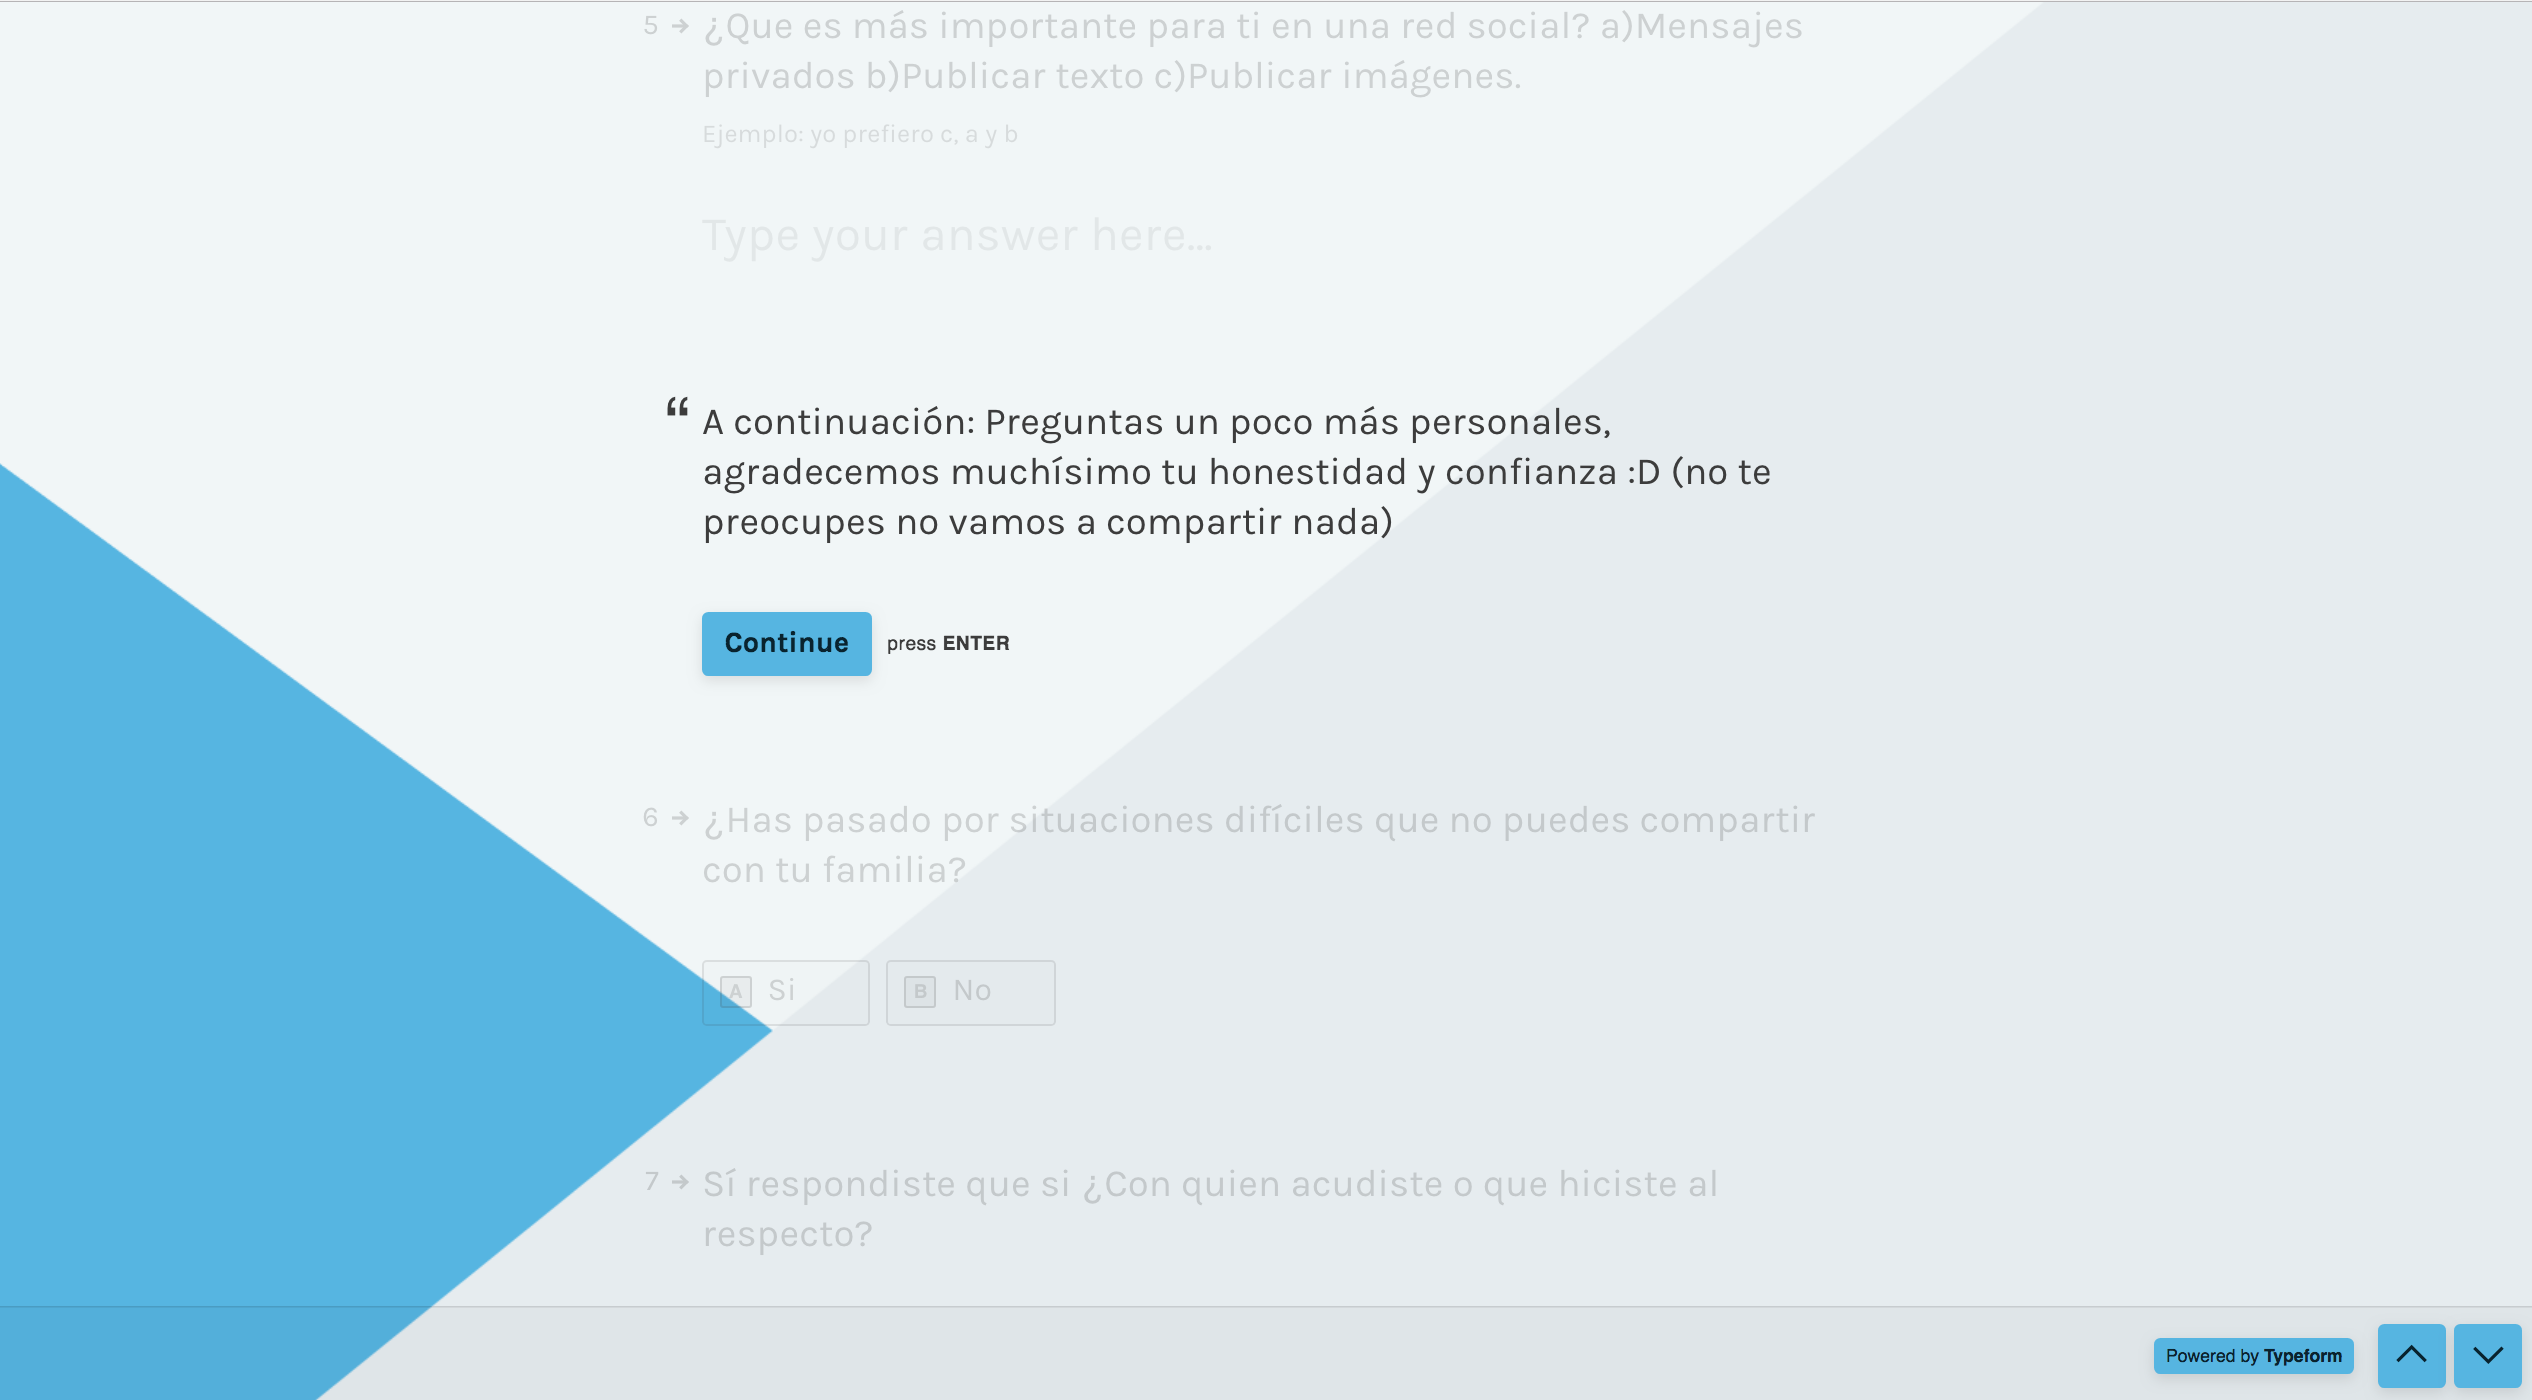 5 → ¿Que es más importante para ti en una red social? a)Mensajes
privados b)Publicar texto c)Publicar imágenes.
Ejemplo: yo prefiero c, a y b
Type your answer here...
“ A continuación: Preguntas un poco más personales,
agradecemos muchísimo tu honestidad y confianza :D (no te
preocupes no vamos a compartir nada)
Continue press ENTER
6 → ¿Has pasado por situaciones difíciles que no puedes compartir
con tu familia?
A Si B No
7 → Sí respondiste que si ¿Con quien acudiste o que hiciste al
respecto?
Powered by Typeform